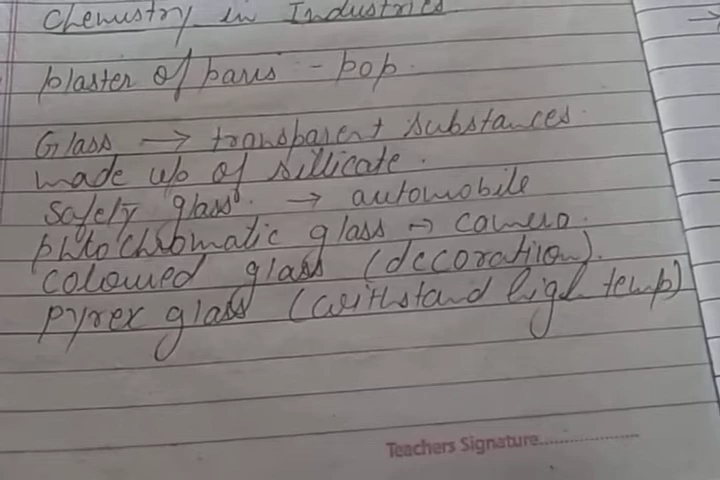 Chemistry in Industries
plaster of paris - pop.
Glass → transparent substances.
made up of sillicate.
safety glass. → automobile
photochromatic glass → camera.
coloured glass (decoration).
pyrex glass (withstand high temp)
Teachers Signature....................